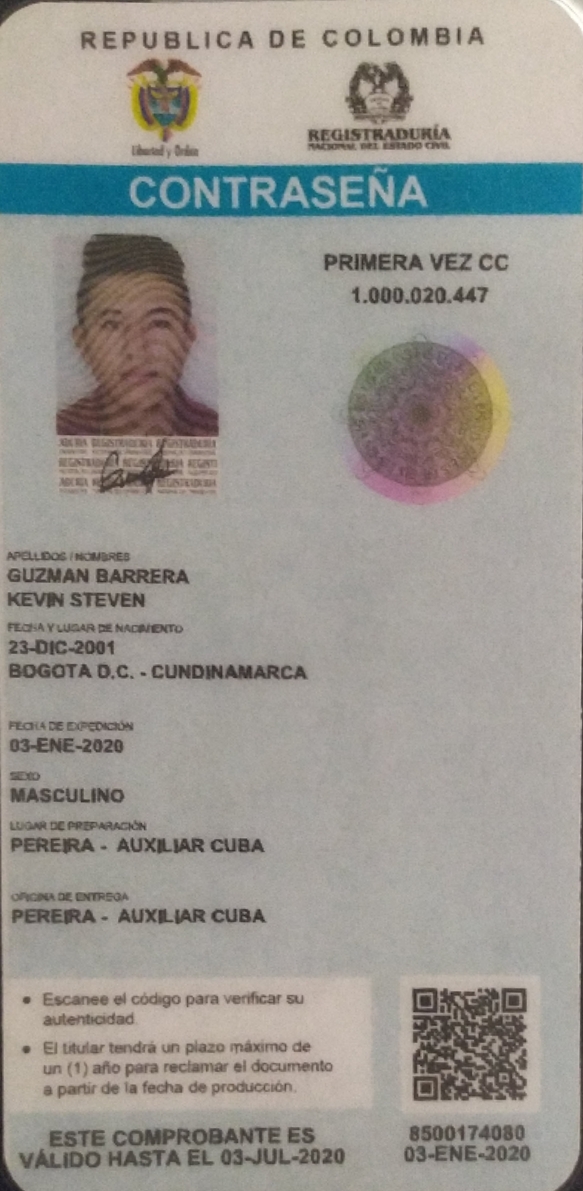 REPUBLICA DE COLOMBIA
Libertad y Orden
REGISTRADURÍA
NACIONAL DEL ESTADO CIVIL
CONTRASEÑA
PRIMERA VEZ CC
1.000.020.447
ADURIA REGISTRADURIA REGISTRADURIA
APELLIDOS / NOMBRES
GUZMAN BARRERA
KEVIN STEVEN
FECHA Y LUGAR DE NACIMIENTO
23-DIC-2001
BOGOTA D.C. - CUNDINAMARCA
FECHA DE EXPEDICIÓN
03-ENE-2020
SEXO
MASCULINO
LUGAR DE PREPARACIÓN
PEREIRA - AUXILIAR CUBA
OFICINA DE ENTREGA
PEREIRA - AUXILIAR CUBA
• Escanee el código para verificar su
autenticidad.
• El titular tendrá un plazo máximo de
un (1) año para reclamar el documento
a partir de la fecha de producción.
ESTE COMPROBANTE ES
VÁLIDO HASTA EL 03-JUL-2020
8500174080
03-ENE-2020